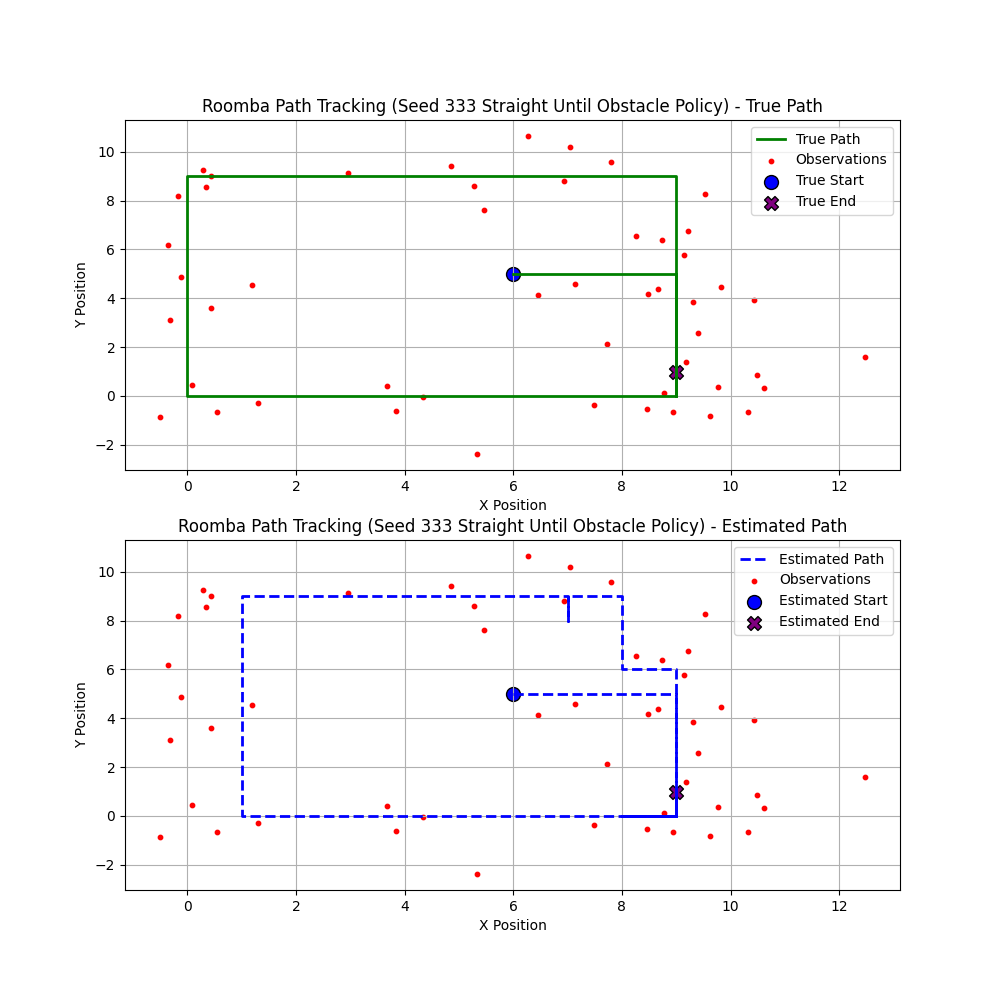 Roomba Path Tracking (Seed 333 Straight Until Obstacle Policy) - True Path
True Path
Observations
True Start
True End
Y Position
10
8
6
4
2
0
−2
0 2 4 6 8 10 12
X Position
Roomba Path Tracking (Seed 333 Straight Until Obstacle Policy) - Estimated Path
Estimated Path
Observations
Estimated Start
Estimated End
Y Position
10
8
6
4
2
0
−2
0 2 4 6 8 10 12
X Position